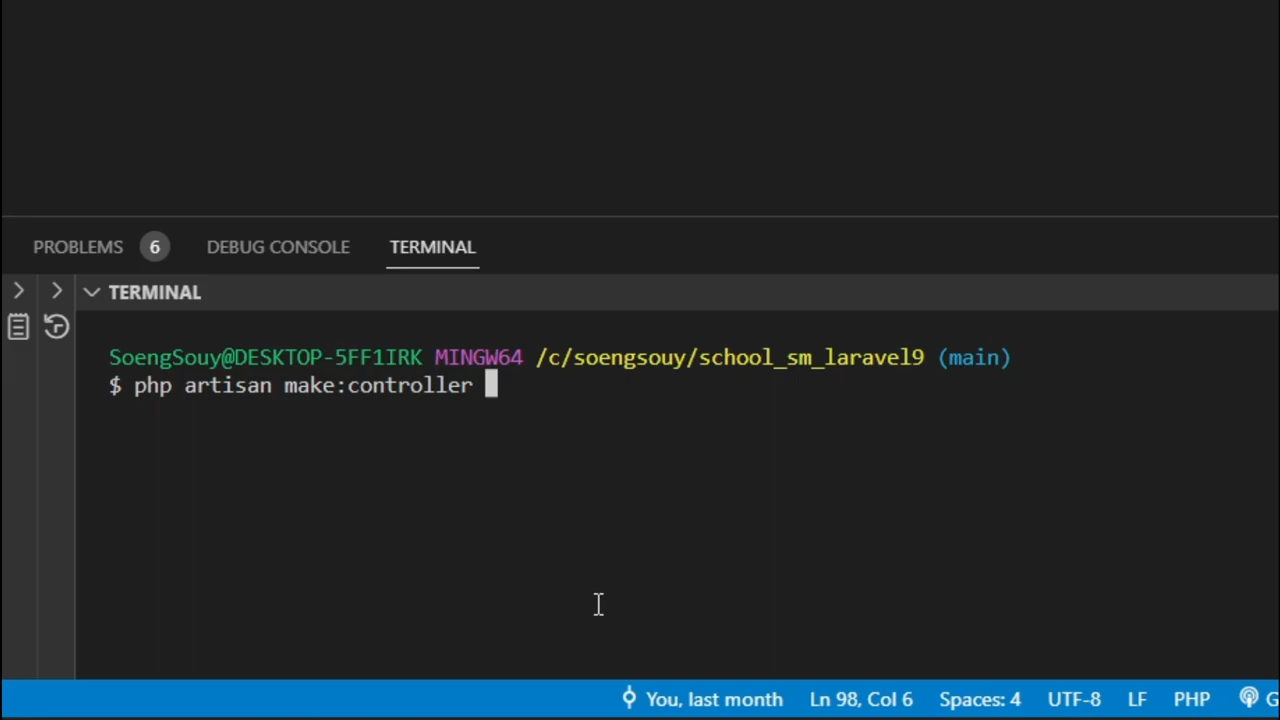 PROBLEMS 6 DEBUG CONSOLE TERMINAL
TERMINAL
SoengSouy@DESKTOP-5FF1IRK MINGW64 /c/soengsouy/school_sm_laravel9 (main)
$ php artisan make:controller
You, last month Ln 98, Col 6 Spaces: 4 UTF-8 LF PHP G